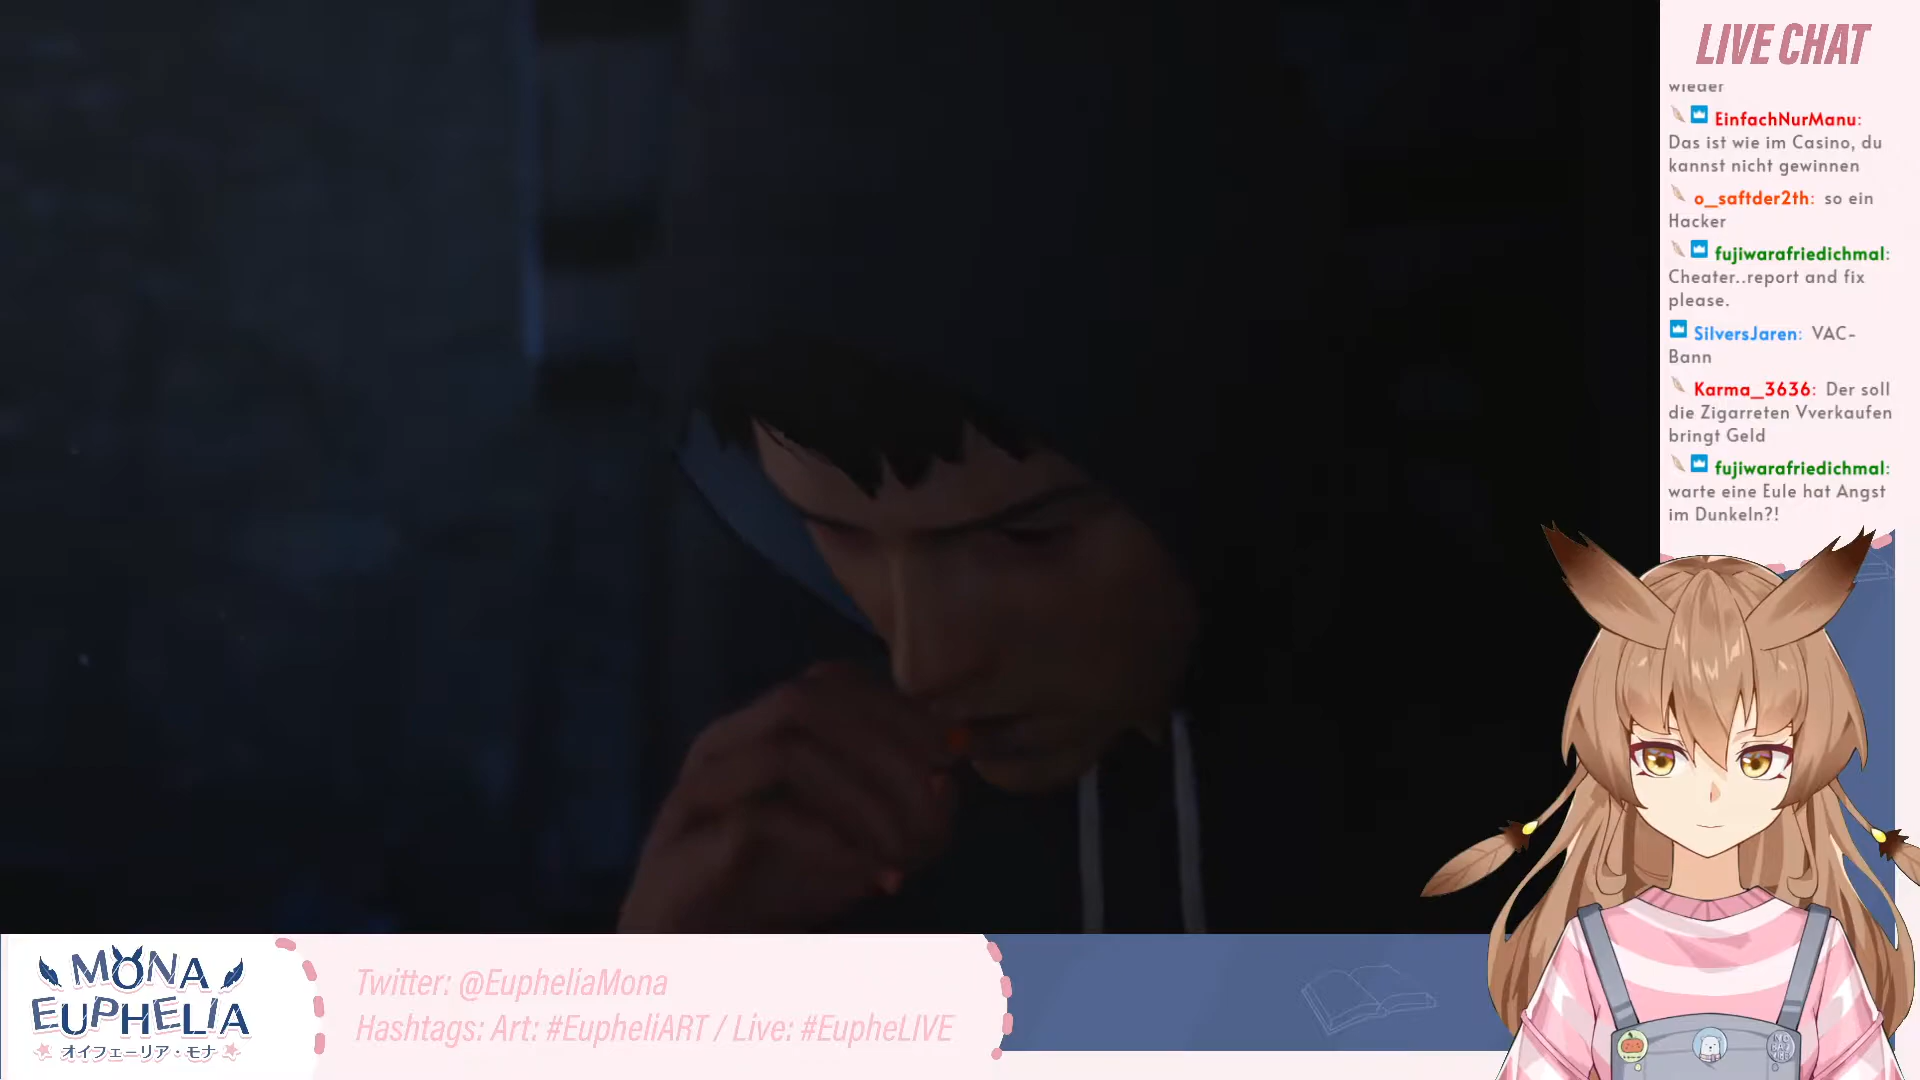 LIVE CHAT
wieder
EinfachNurManu:
Das ist wie im Casino, du
kannst nicht gewinnen
o_saftder2th: so ein
Hacker
fujiwarafriedichmal:
Cheater..report and fix
please.
SilversJaren: VAC-
Bann
Karma_3636: Der soll
die Zigarreten Vverkaufen
bringt Geld
fujiwarafriedichmal:
warte eine Eule hat Angst
im Dunkeln?!
MONA
EUPHELIA
オイフェーリア・モナ
Twitter: @EupheliaMona
Hashtags: Art: #EupheliART / Live: #EupheLIVE